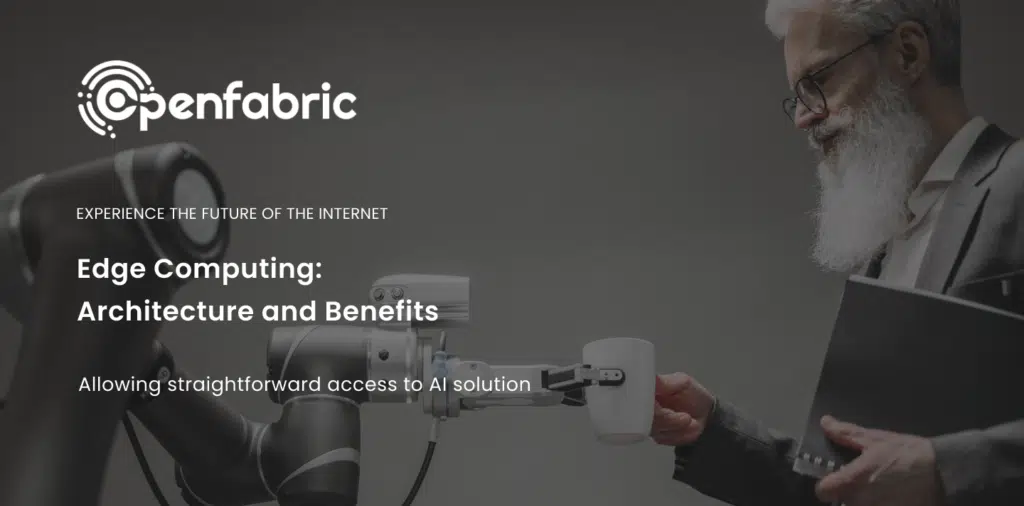 Openfabric
EXPERIENCE THE FUTURE OF THE INTERNET
Edge Computing:
Architecture and Benefits
Allowing straightforward access to AI solution